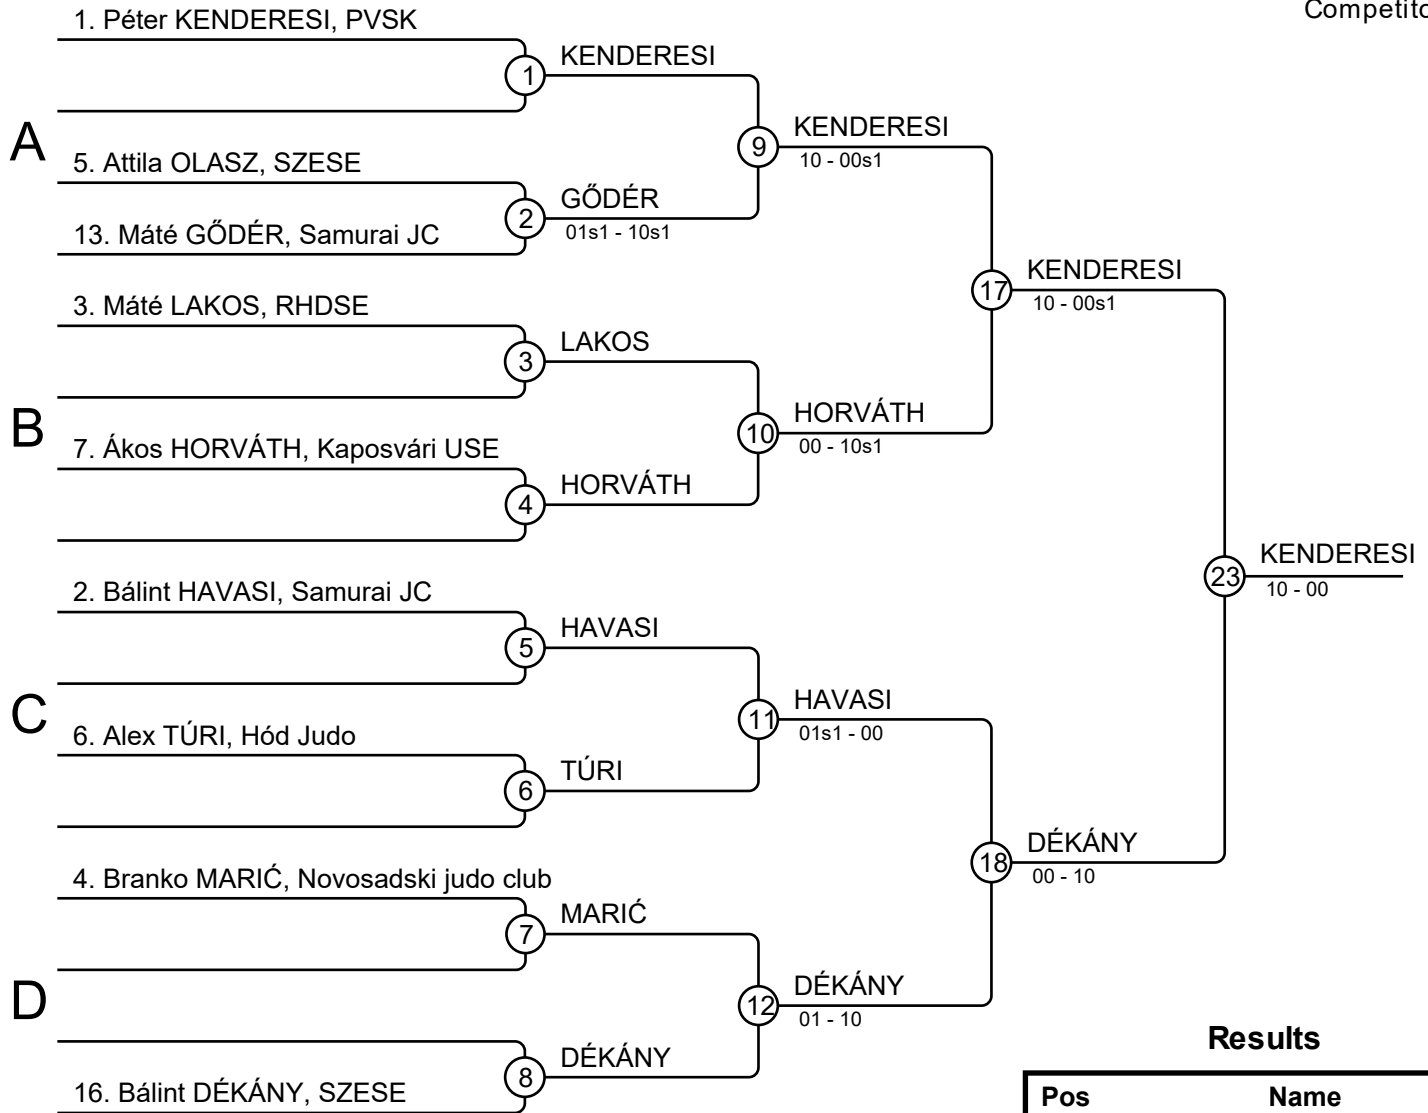 Competito
1. Péter KENDERESI, PVSK
KENDERESI
1
A
KENDERESI
9
10 - 00s1
5. Attila OLASZ, SZESE
GŐDÉR
2
01s1 - 10s1
13. Máté GŐDÉR, Samurai JC
KENDERESI
17
10 - 00s1
3. Máté LAKOS, RHDSE
LAKOS
3
B
HORVÁTH
10
00 - 10s1
7. Ákos HORVÁTH, Kaposvári USE
HORVÁTH
4
KENDERESI
23
10 - 00
2. Bálint HAVASI, Samurai JC
HAVASI
5
C
HAVASI
11
01s1 - 00
6. Alex TÚRI, Hód Judo
TÚRI
6
DÉKÁNY
18
00 - 10
4. Branko MARIĆ, Novosadski judo club
MARIĆ
7
D
DÉKÁNY
12
01 - 10
DÉKÁNY
8
16. Bálint DÉKÁNY, SZESE
Results
Pos Name